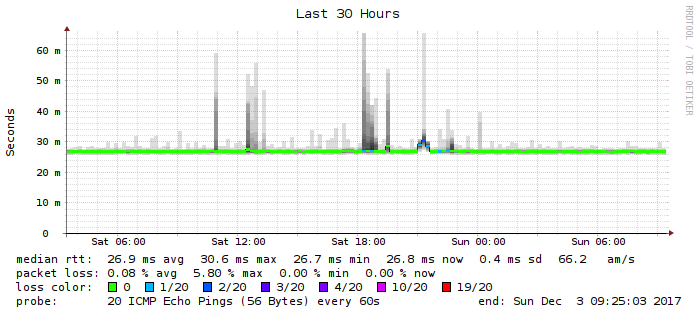 Last 30 Hours
RRDTOOL / TOBI OETIKER
Seconds
60 m
50 m
40 m
30 m
20 m
10 m
0
Sat 06:00 Sat 12:00 Sat 18:00 Sun 00:00 Sun 06:00
median rtt: 26.9 ms avg 30.6 ms max 26.7 ms min 26.8 ms now 0.4 ms sd 66.2 am/s
packet loss: 0.08 % avg 5.80 % max 0.00 % min 0.00 % now
loss color: 0 1/20 2/20 3/20 4/20 10/20 19/20
probe: 20 ICMP Echo Pings (56 Bytes) every 60s end: Sun Dec 3 09:25:03 2017